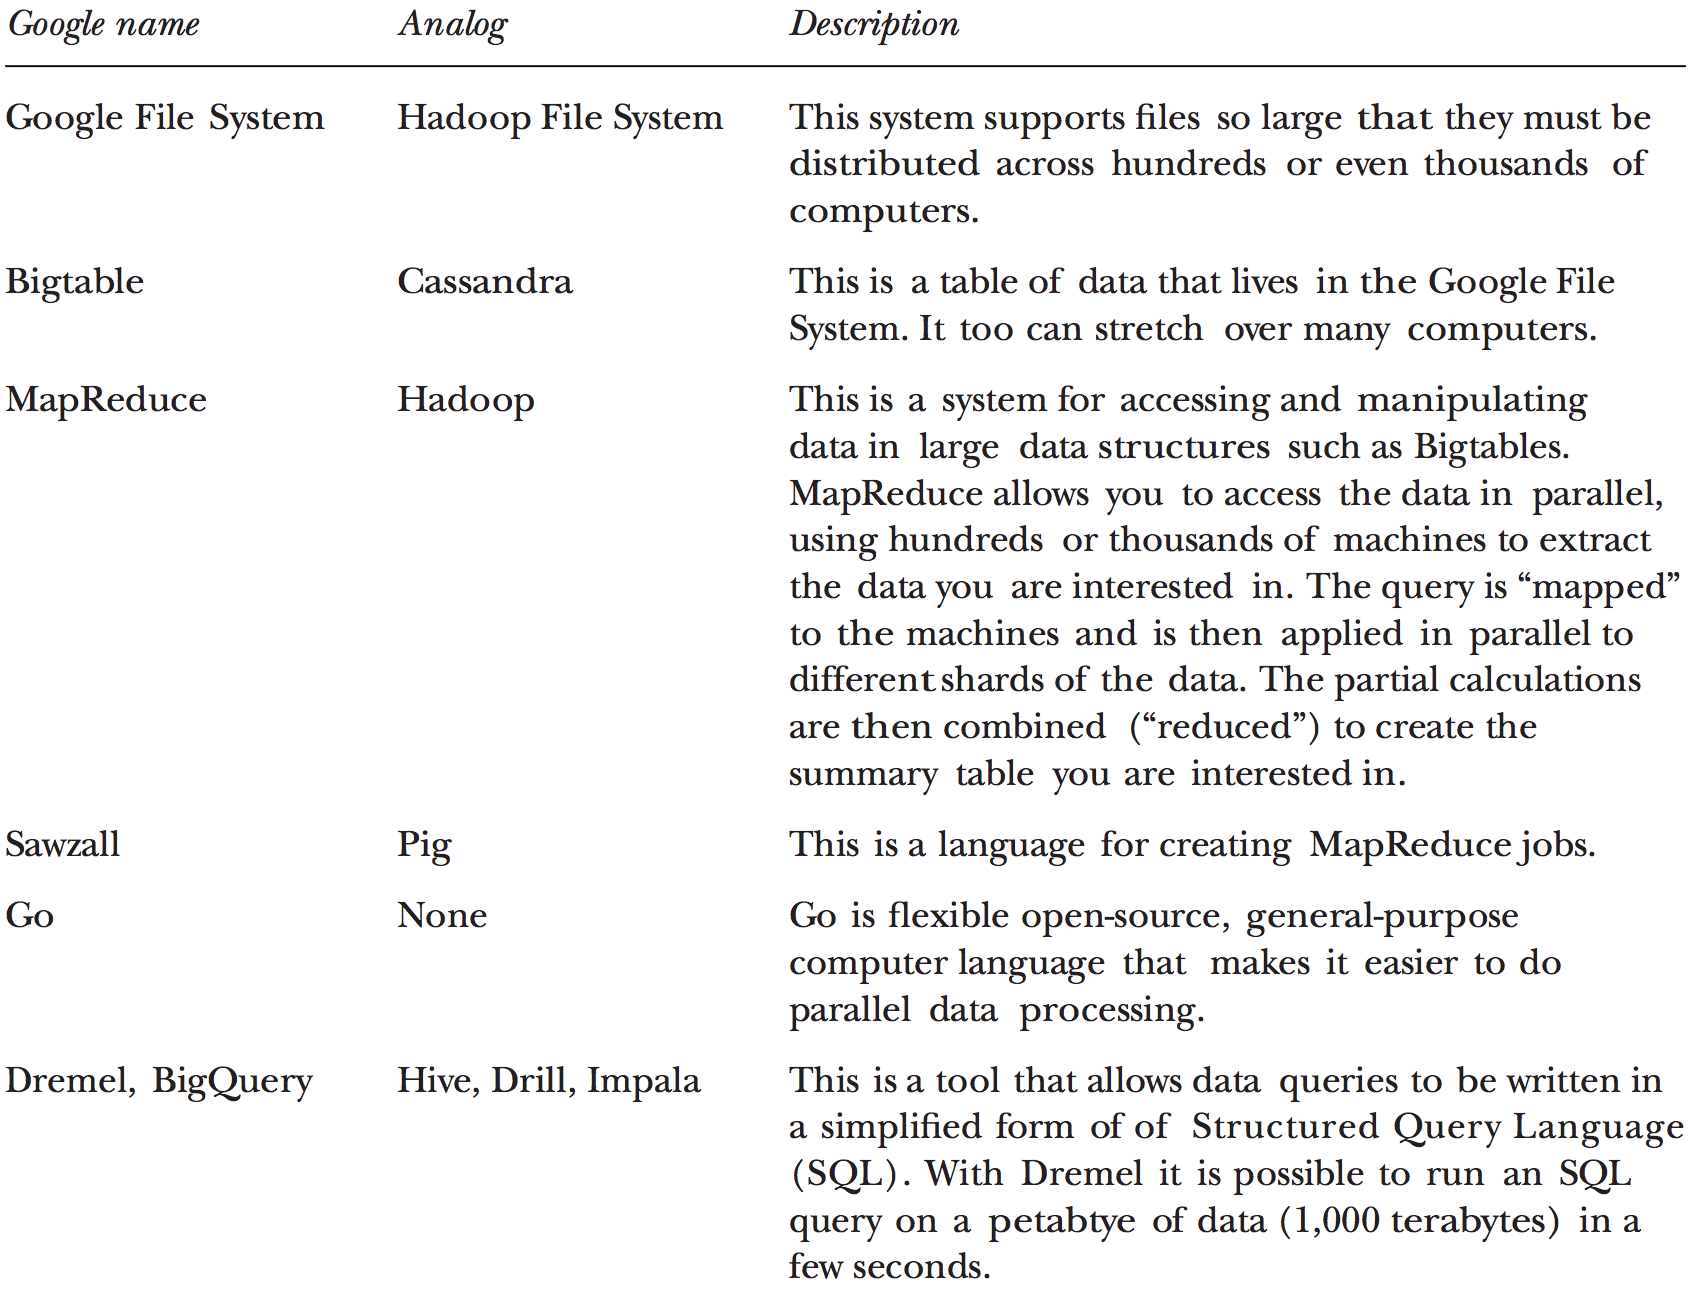 Google name Analog Description
Google File System Hadoop File System This system supports files so large that they must be
distributed across hundreds or even thousands of
computers.
Bigtable Cassandra This is a table of data that lives in the Google File
System. It too can stretch over many computers.
MapReduce Hadoop This is a system for accessing and manipulating
data in large data structures such as Bigtables.
MapReduce allows you to access the data in parallel,
using hundreds or thousands of machines to extract
the data you are interested in. The query is “mapped”
to the machines and is then applied in parallel to
different shards of the data. The partial calculations
are then combined (“reduced”) to create the
summary table you are interested in.
Sawzall Pig This is a language for creating MapReduce jobs.
Go None Go is flexible open-source, general-purpose
computer language that makes it easier to do
parallel data processing.
Dremel, BigQuery Hive, Drill, Impala This is a tool that allows data queries to be written in
a simplified form of of Structured Query Language
(SQL). With Dremel it is possible to run an SQL
query on a petabtye of data (1,000 terabytes) in a
few seconds.